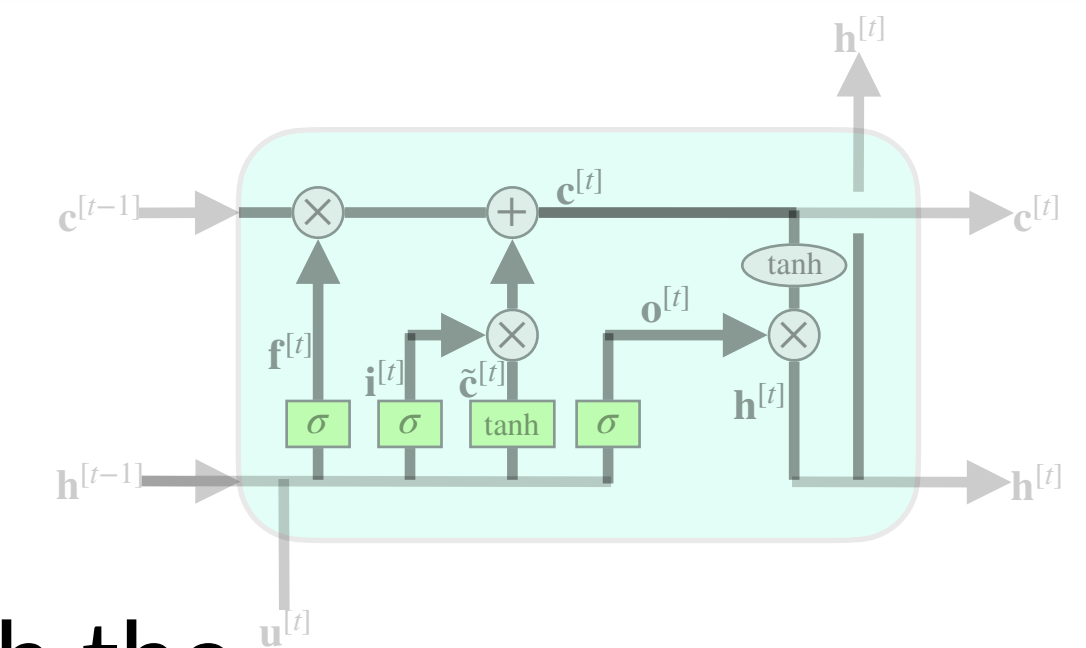 h[t]
c[t−1]
×
+
c[t]
c[t]
tanh
f[t]
i[t]
×
c̃[t]
o[t]
×
h[t]
σ
σ
tanh
σ
h[t−1]
h[t]
u[t]